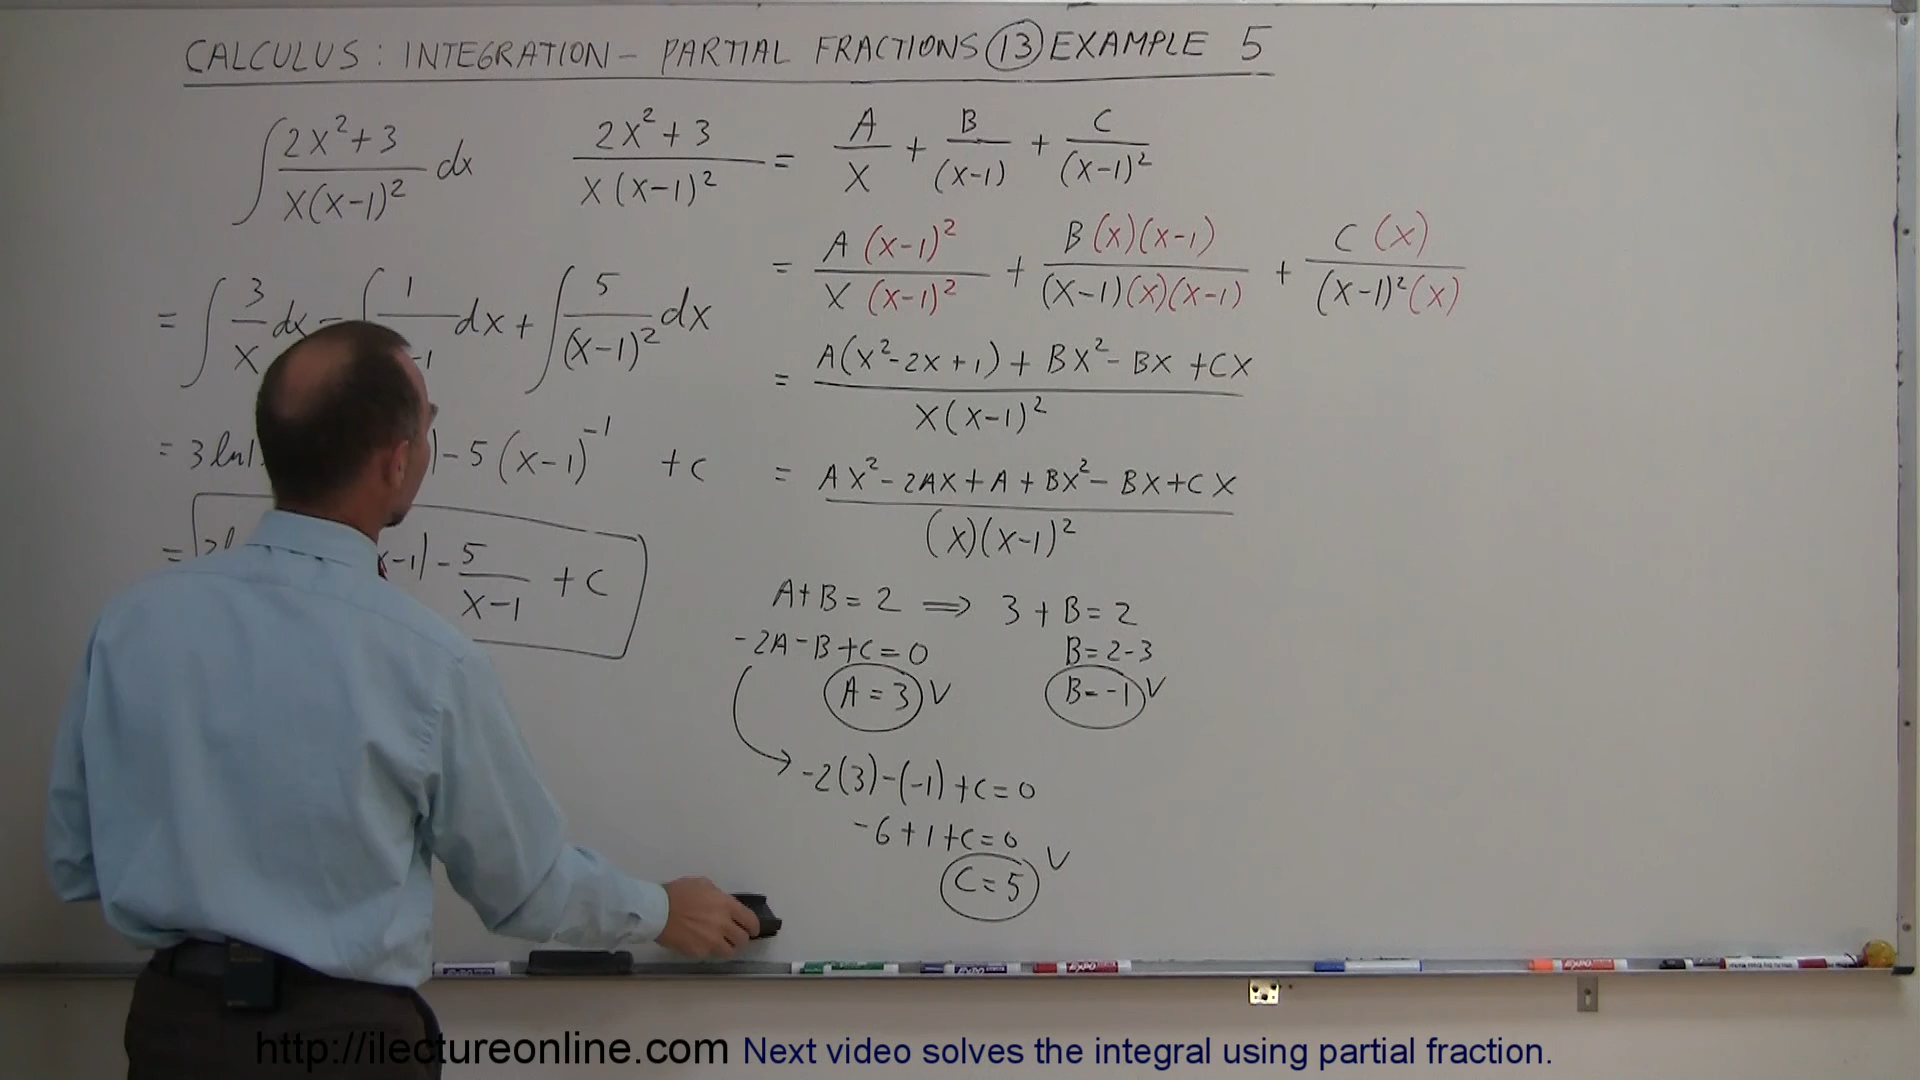 CALCULUS: INTEGRATION – PARTIAL FRACTIONS (13) EXAMPLE 5
∫ (2x²+3)/(x(x-1)²) dx
(2x²+3)/(x(x-1)²) = A/x + B/(x-1) + C/(x-1)²
= A(x-1)²/(x(x-1)²) + B(x)(x-1)/((x-1)(x)(x-1)) + C(x)/((x-1)²(x))
= ∫ 3/x dx - ∫ 1/ -1 dx + ∫ 5/(x-1)² dx
= (A(x²-2x+1) + Bx² - Bx + Cx)/(x(x-1)²)
= 3 ln| | - 5(x-1)⁻¹ + C
= (Ax² - 2Ax + A + Bx² - Bx + Cx)/((x)(x-1)²)
= x-1| - 5/(x-1) + C
A+B=2 ⟹ 3+B=2
-2A-B+C=0 B=2-3
A=3 V B=-1 V
-2(3)-(-1)+C=0
-6+1+C=0
C=5 V
EXPO
EXPO
http://ilectureonline.com Next video solves the integral using partial fraction.